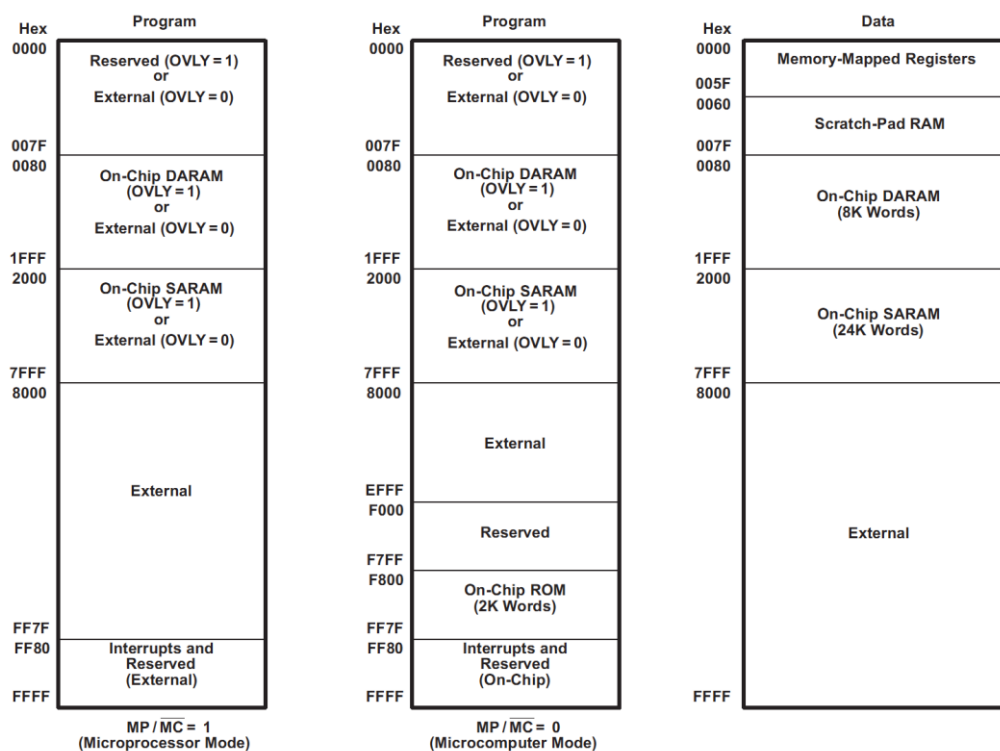 Hex
Program
0000
Reserved (OVLY = 1)
or
External (OVLY = 0)
007F
0080
On-Chip DARAM
(OVLY = 1)
or
External (OVLY = 0)
1FFF
2000
On-Chip SARAM
(OVLY = 1)
or
External (OVLY = 0)
7FFF
8000
External
FF7F
FF80
Interrupts and
Reserved
(External)
FFFF
MP / M̅C̅ = 1
(Microprocessor Mode)
Hex
Program
0000
Reserved (OVLY = 1)
or
External (OVLY = 0)
007F
0080
On-Chip DARAM
(OVLY = 1)
or
External (OVLY = 0)
1FFF
2000
On-Chip SARAM
(OVLY = 1)
or
External (OVLY = 0)
7FFF
8000
External
EFFF
F000
Reserved
F7FF
F800
On-Chip ROM
(2K Words)
FF7F
FF80
Interrupts and
Reserved
(On-Chip)
FFFF
MP / M̅C̅ = 0
(Microcomputer Mode)
Hex
Data
0000
Memory-Mapped Registers
005F
0060
Scratch-Pad RAM
007F
0080
On-Chip DARAM
(8K Words)
1FFF
2000
On-Chip SARAM
(24K Words)
7FFF
8000
External
FFFF